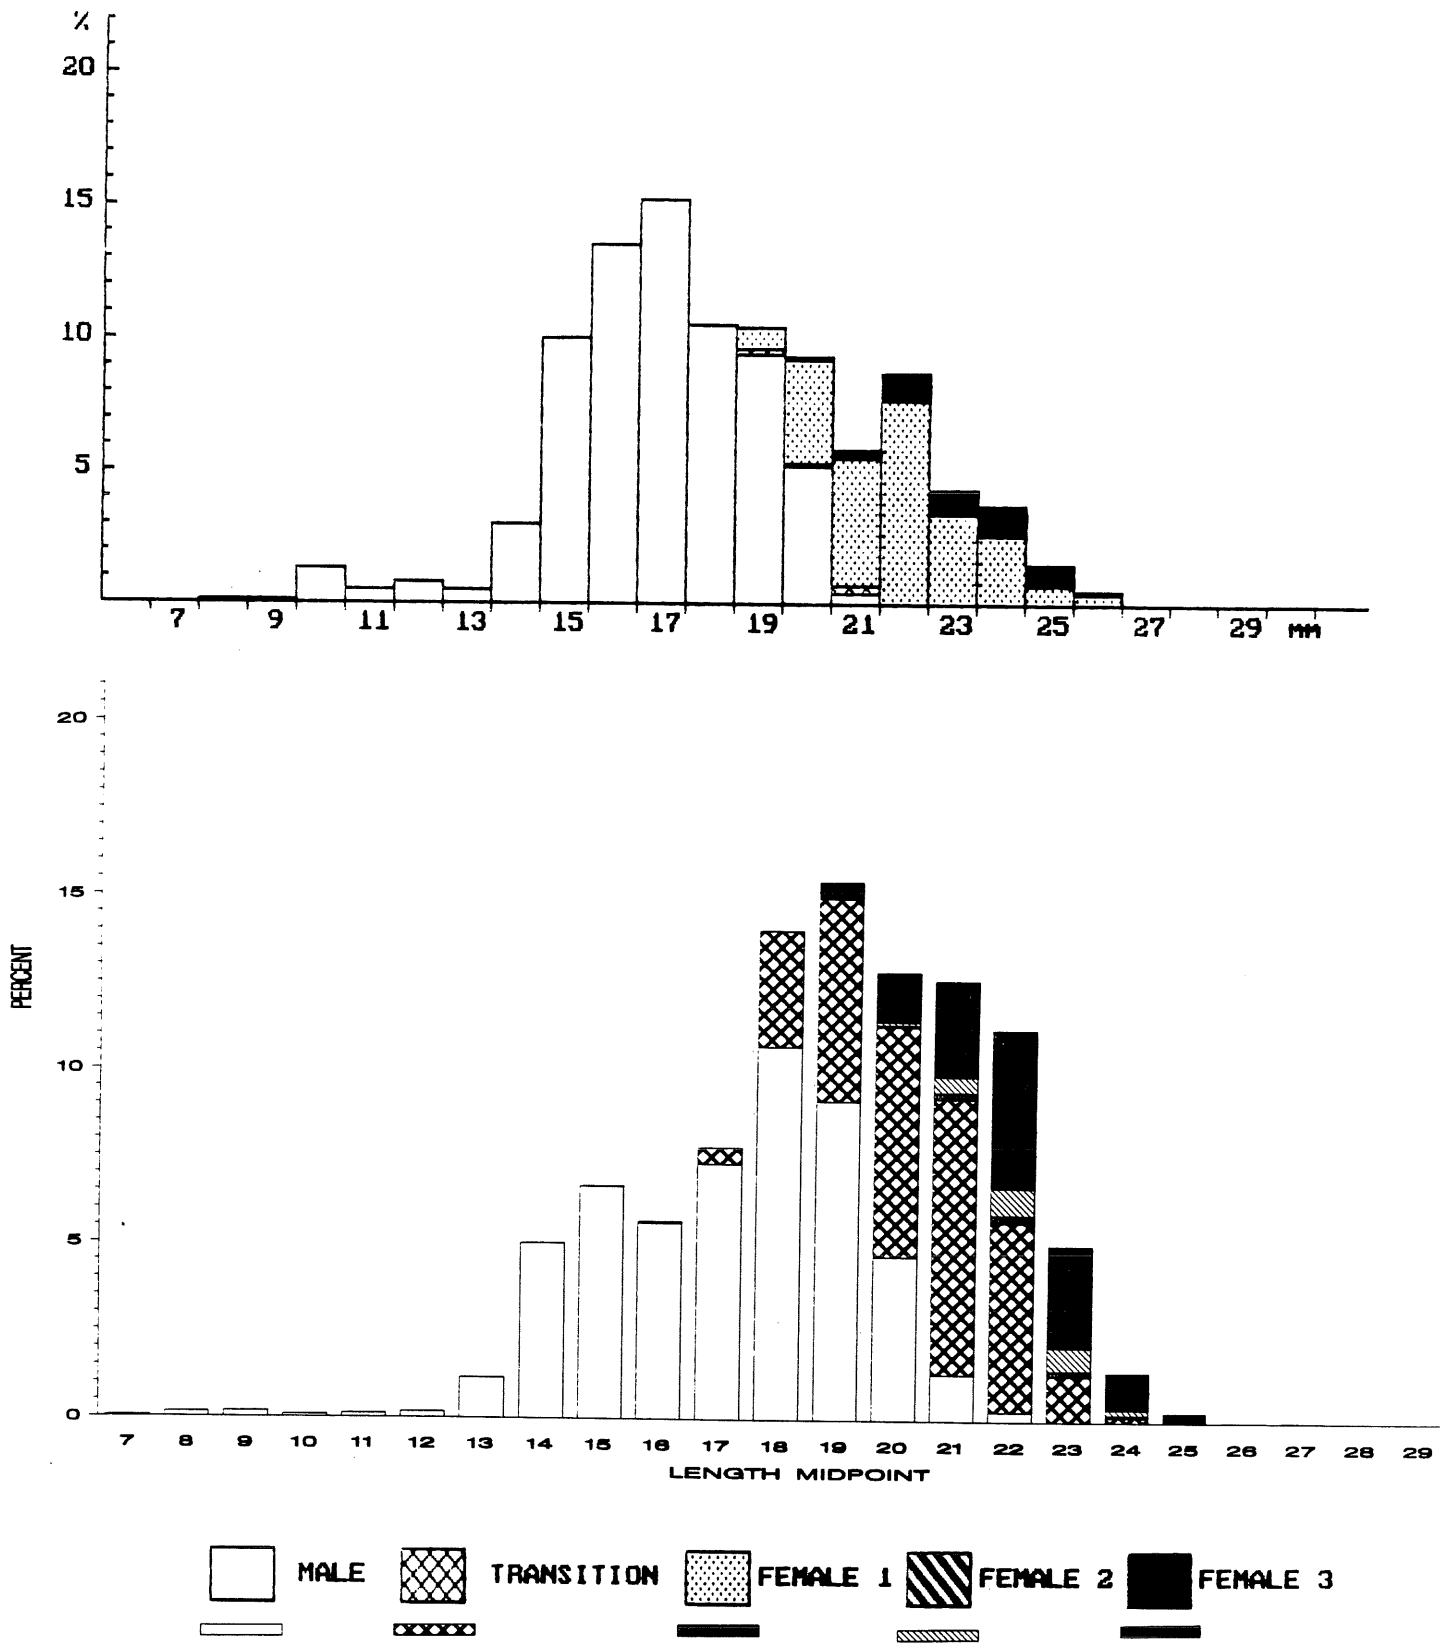 %
20
15
10
5
7 9 11 13 15 17 19 21 23 25 27 29 MM
20
15
10
5
0
PERCENT
7 8 9 10 11 12 13 14 15 16 17 18 19 20 21 22 23 24 25 26 27 28 29
LENGTH MIDPOINT
MALE TRANSITION FEMALE 1 FEMALE 2 FEMALE 3